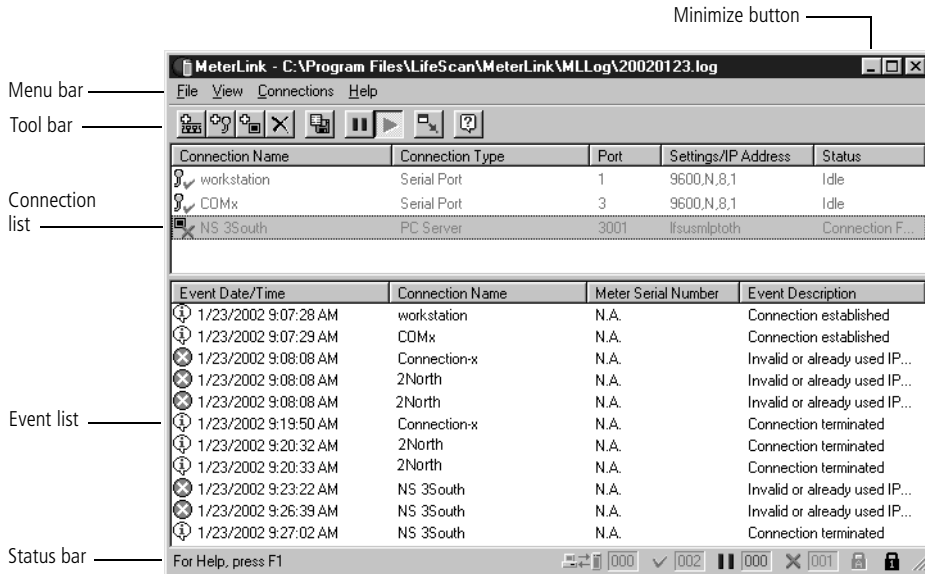 Minimize button
MeterLink - C:\Program Files\LifeScan\MeterLink\MLLog\20020123.log
Menu bar
File View Connections Help
Tool bar
Connection Name Connection Type Port Settings/IP Address Status
workstation Serial Port 1 9600,N,8,1 Idle
Connection list
COMx Serial Port 3 9600,N,8,1 Idle
NS 3South PC Server 3001 lfsusmlptoth Connection F...
Event Date/Time Connection Name Meter Serial Number Event Description
1/23/2002 9:07:28 AM workstation N.A. Connection established
1/23/2002 9:07:29 AM COMx N.A. Connection established
1/23/2002 9:08:08 AM Connection-x N.A. Invalid or already used IP...
1/23/2002 9:08:08 AM 2North N.A. Invalid or already used IP...
1/23/2002 9:08:08 AM 2North N.A. Invalid or already used IP...
Event list
1/23/2002 9:19:50 AM Connection-x N.A. Connection terminated
1/23/2002 9:20:32 AM 2North N.A. Connection terminated
1/23/2002 9:20:33 AM 2North N.A. Connection terminated
1/23/2002 9:23:22 AM NS 3South N.A. Invalid or already used IP...
1/23/2002 9:26:39 AM NS 3South N.A. Invalid or already used IP...
1/23/2002 9:27:02 AM NS 3South N.A. Connection terminated
Status bar
For Help, press F1 000 002 000 001